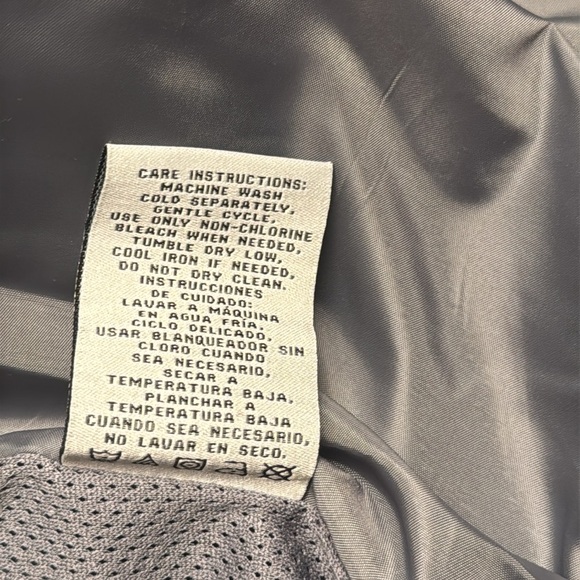 CARE INSTRUCTIONS:
MACHINE WASH
COLD SEPARATELY,
GENTLE CYCLE,
USE ONLY NON-CHLORINE
BLEACH WHEN NEEDED,
TUMBLE DRY LOW,
COOL IRON IF NEEDED,
DO NOT DRY CLEAN.
INSTRUCCIONES
DE CUIDADO:
LAVAR A MÁQUINA
EN AGUA FRÍA,
CICLO DELICADO,
USAR BLANQUEADOR SIN
CLORO CUANDO
SEA NECESARIO,
SECAR A
TEMPERATURA BAJA,
PLANCHAR A
TEMPERATURA BAJA
CUANDO SEA NECESARIO,
NO LAVAR EN SECO.